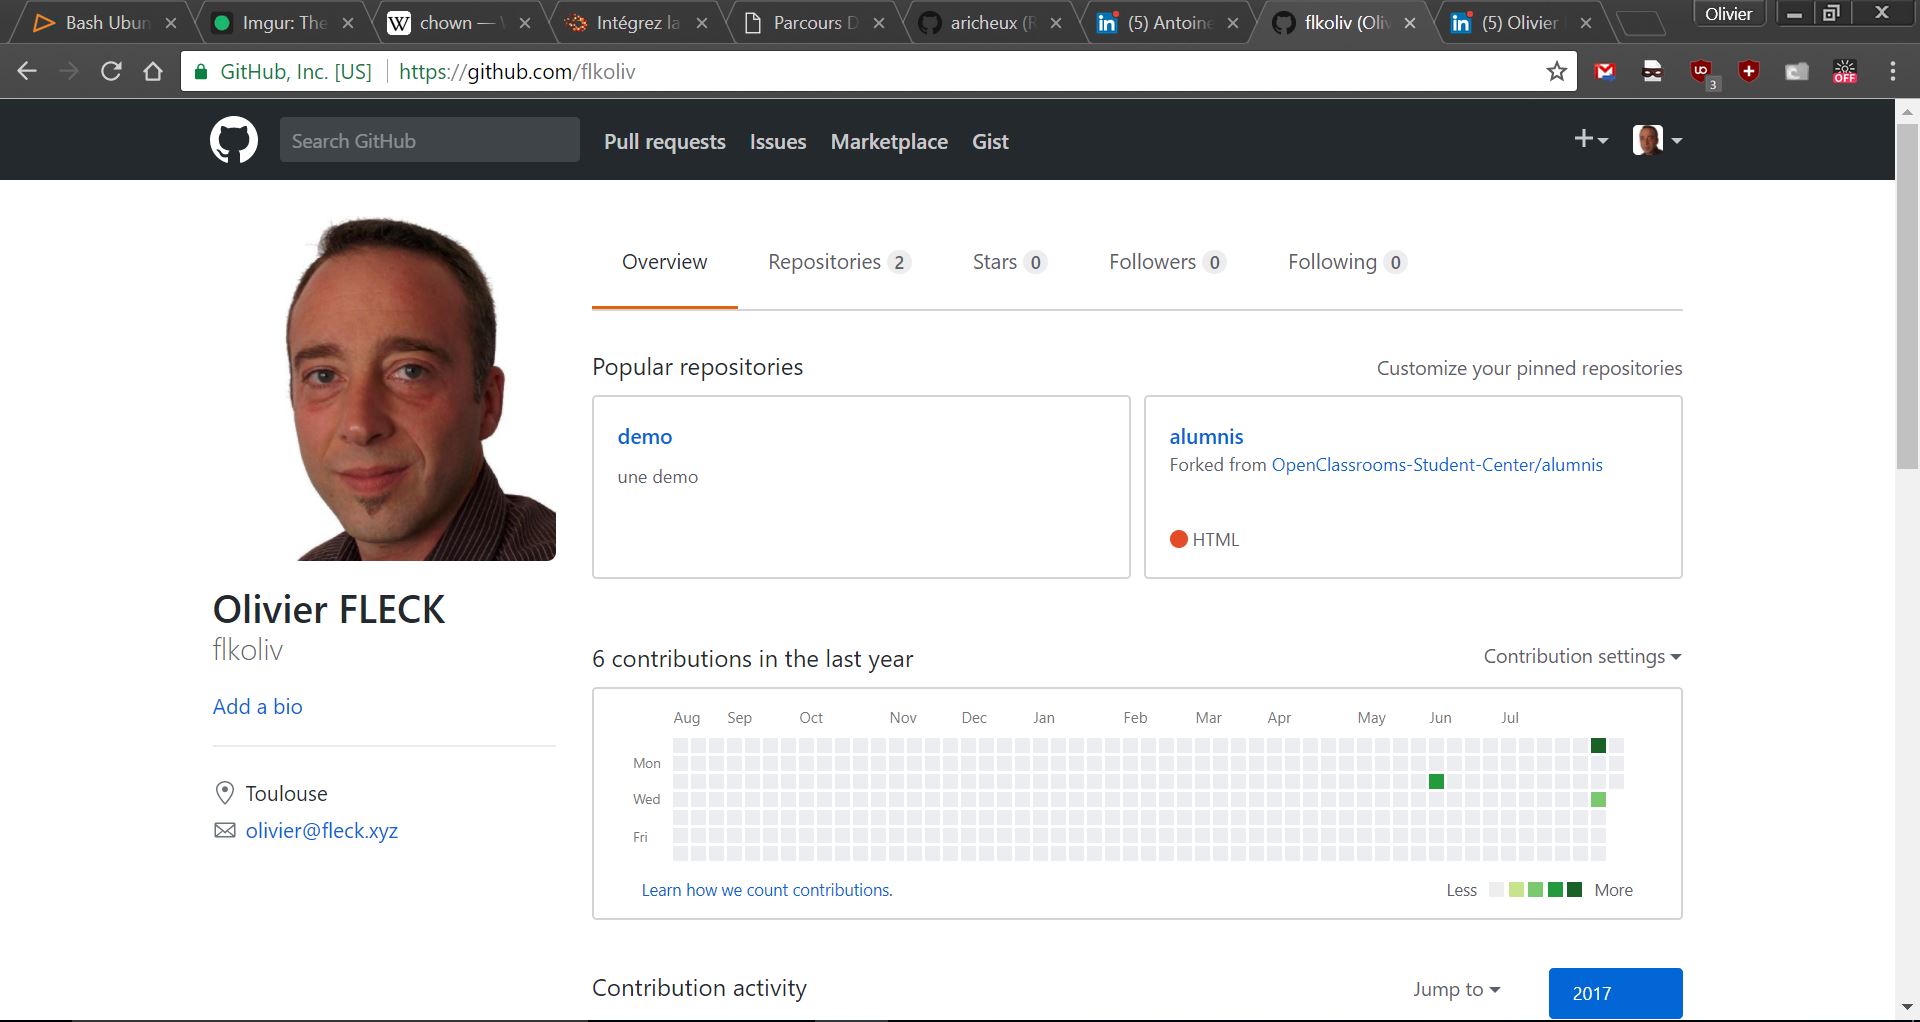 Bash Ubun
Imgur: The
chown —
Intégrez la
Parcours D
aricheux (R
(5) Antoine
flkoliv (Oliv
(5) Olivier
Olivier
GitHub, Inc. [US]
https://github.com/flkoliv
3
OFF
Search GitHub
Pull requests
Issues
Marketplace
Gist
Overview
Repositories 2
Stars 0
Followers 0
Following 0
Popular repositories
Customize your pinned repositories
demo
une demo
alumnis
Forked from OpenClassrooms-Student-Center/alumnis
HTML
Olivier FLECK
flkoliv
Add a bio
Toulouse
olivier@fleck.xyz
6 contributions in the last year
Contribution settings
Aug Sep Oct Nov Dec Jan Feb Mar Apr May Jun Jul
Mon
Wed
Fri
Learn how we count contributions.
Less
More
Contribution activity
Jump to
2017